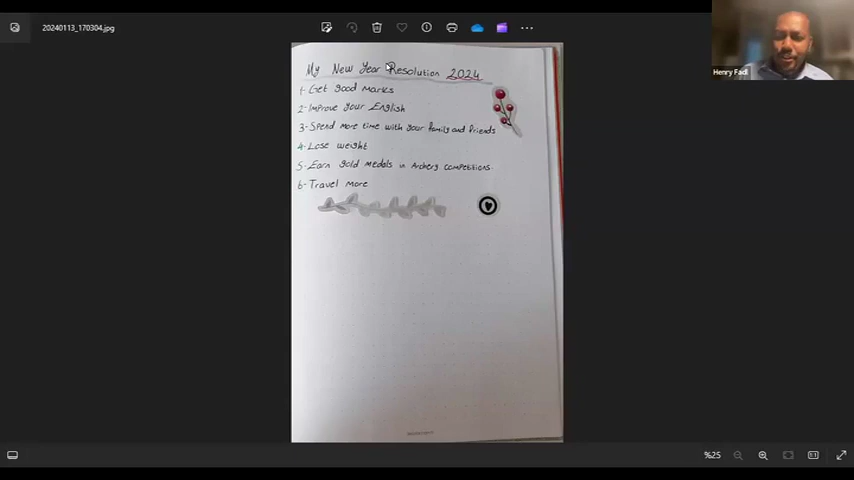 20240113_170304.jpg
Henry Fadl
My New Year Resolution 2024
1- Get good marks
2- Improve your English
3- Spend more time with your family and friends
4- Lose weight
5- Earn gold medals in Archery competitions.
6- Travel more
%25